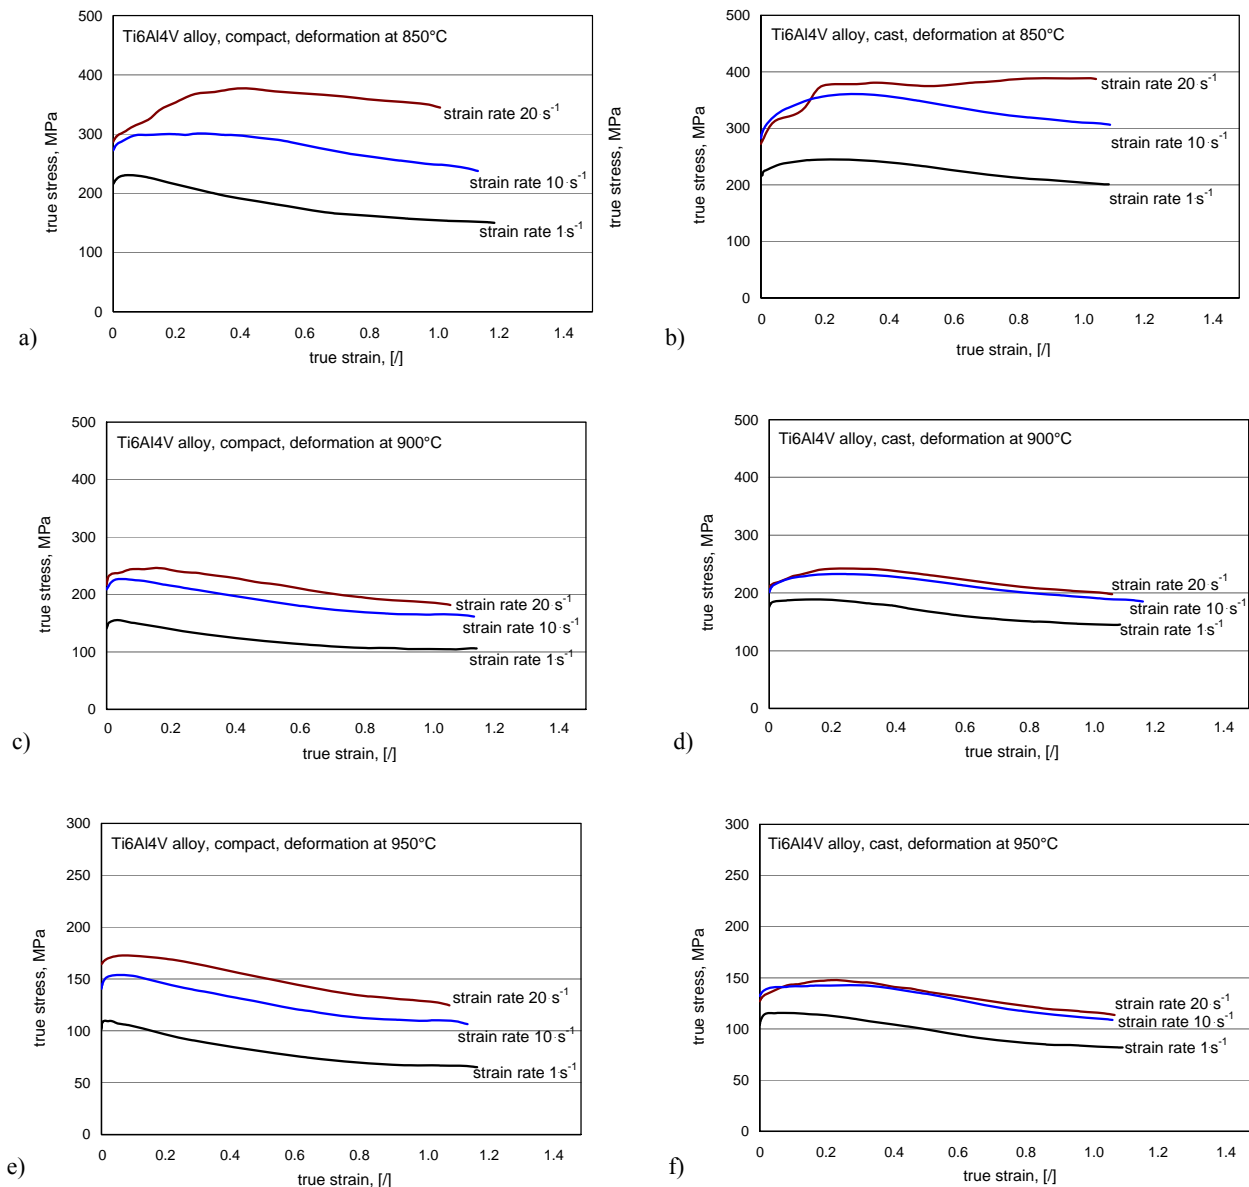 500
400
300
200
100
0
true stress, MPa
Ti6Al4V alloy, compact, deformation at 850°C
strain rate 20 s⁻¹
strain rate 10·s⁻¹
strain rate 1·s⁻¹
0 0.2 0.4 0.6 0.8 1.0 1.2 1.4
true strain, [/]
a)
500
400
300
200
100
0
true stress, MPa
Ti6Al4V alloy, cast, deformation at 850°C
strain rate 20 s⁻¹
strain rate 10·s⁻¹
strain rate 1·s⁻¹
0 0.2 0.4 0.6 0.8 1.0 1.2 1.4
true strain, [/]
b)
500
400
300
200
100
0
true stress, MPa
Ti6Al4V alloy, compact, deformation at 900°C
strain rate 20 s⁻¹
strain rate 10·s⁻¹
strain rate 1·s⁻¹
0 0.2 0.4 0.6 0.8 1.0 1.2 1.4
true strain, [/]
c)
500
400
300
200
100
0
true stress, MPa
Ti6Al4V alloy, cast, deformation at 900°C
strain rate 20 s⁻¹
strain rate 10·s⁻¹
strain rate 1·s⁻¹
0 0.2 0.4 0.6 0.8 1.0 1.2 1.4
true strain, [/]
d)
300
250
200
150
100
50
0
true stress, MPa
Ti6Al4V alloy, compact, deformation at 950°C
strain rate 20 s⁻¹
strain rate 10·s⁻¹
strain rate 1·s⁻¹
0 0.2 0.4 0.6 0.8 1.0 1.2 1.4
true strain, [/]
e)
300
250
200
150
100
50
0
true stress, MPa
Ti6Al4V alloy, cast, deformation at 950°C
strain rate 20 s⁻¹
strain rate 10·s⁻¹
strain rate 1·s⁻¹
0 0.2 0.4 0.6 0.8 1.0 1.2 1.4
true strain, [/]
f)